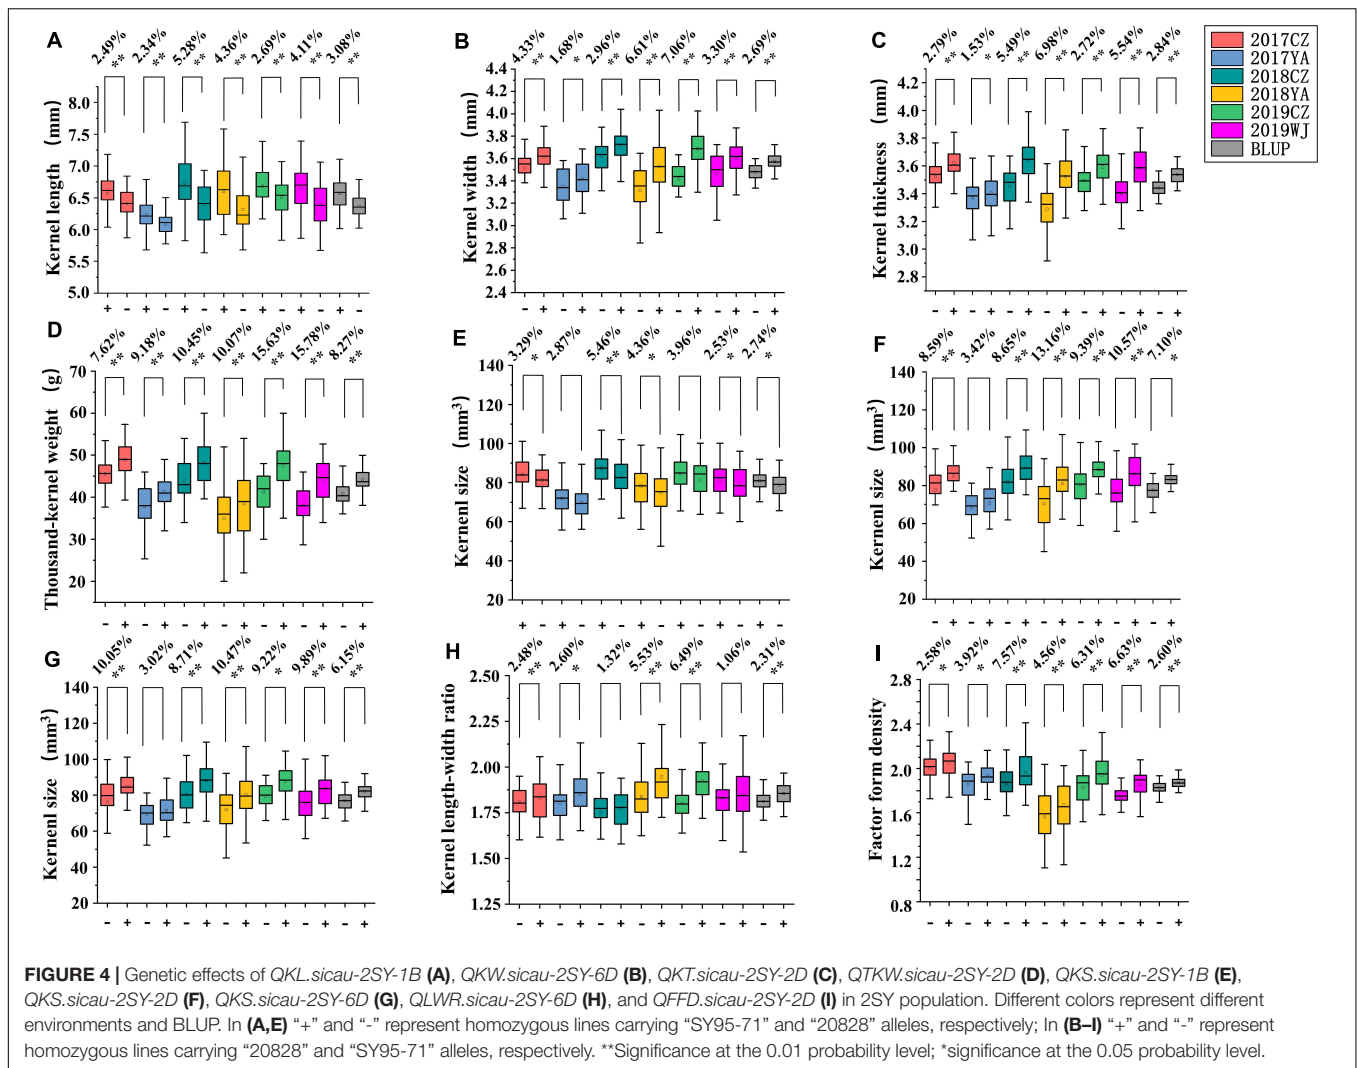 A
2.49% ** 2.34% ** 5.28% ** 4.36% ** 2.69% ** 4.11% ** 3.08% **
Kernel length (mm)
8.0
7.5
7.0
6.5
6.0
5.5
5.0
+ - + - + - + - + - + - + -
B
4.33% ** 1.68% * 2.96% ** 6.61% ** 7.06% ** 3.30% ** 2.69% **
Kernel width (mm)
4.4
4.2
4.0
3.8
3.6
3.4
3.2
3.0
2.8
2.6
2.4
- + - + - + - + - + - + - +
C
2.79% ** 1.53% * 5.49% ** 6.98% ** 2.72% ** 5.54% ** 2.84% **
Kernel thickness (mm)
4.2
4.0
3.8
3.6
3.4
3.2
3.0
2.8
- + - + - + - + - + - + - +
2017CZ
2017YA
2018CZ
2018YA
2019CZ
2019WJ
BLUP
D
7.62% ** 9.18% ** 10.45% ** 10.07% ** 15.63% ** 15.78% ** 8.27% **
Thousand-kernel weight (g)
70
60
50
40
30
20
- + - + - + - + - + - + - +
E
3.29% * 2.87% 5.46% ** 4.36% * 3.96% 2.53% * 2.74% *
Kernenl size (mm³)
140
120
100
80
60
40
20
+ - + - + - + - + - + - + -
F
8.59% ** 3.42% 8.65% ** 13.16% ** 9.39% ** 10.57% ** 7.10% *
Kernenl size (mm³)
140
120
100
80
60
40
20
- + - + - + - + - + - + - +
G
10.05% ** 3.02% 8.71% ** 10.47% ** 9.22% * 9.89% ** 6.15% **
Kernenl size (mm³)
140
120
100
80
60
40
20
- + - + - + - + - + - + - +
H
2.48% ** 2.60% * 1.32% 5.53% ** 6.49% ** 1.06% 2.31% **
Kernel length-width ratio
2.50
2.25
2.00
1.75
1.50
1.25
- + - + - + - + - + - + - +
I
2.58% * 3.92% * 7.57% ** 4.56% ** 6.31% ** 6.63% ** 2.60% *
Factor form density
2.8
2.4
2.0
1.6
1.2
0.8
- + - + - + - + - + - + - +
FIGURE 4 | Genetic effects of QKL.sicau-2SY-1B (A), QKW.sicau-2SY-6D (B), QKT.sicau-2SY-2D (C), QTKW.sicau-2SY-2D (D), QKS.sicau-2SY-1B (E),
QKS.sicau-2SY-2D (F), QKS.sicau-2SY-6D (G), QLWR.sicau-2SY-6D (H), and QFFD.sicau-2SY-2D (I) in 2SY population. Different colors represent different
environments and BLUP. In (A,E) “+” and “-” represent homozygous lines carrying “SY95-71” and “20828” alleles, respectively; In (B–I) “+” and “-” represent
homozygous lines carrying “20828” and “SY95-71” alleles, respectively. **Significance at the 0.01 probability level; *significance at the 0.05 probability level.